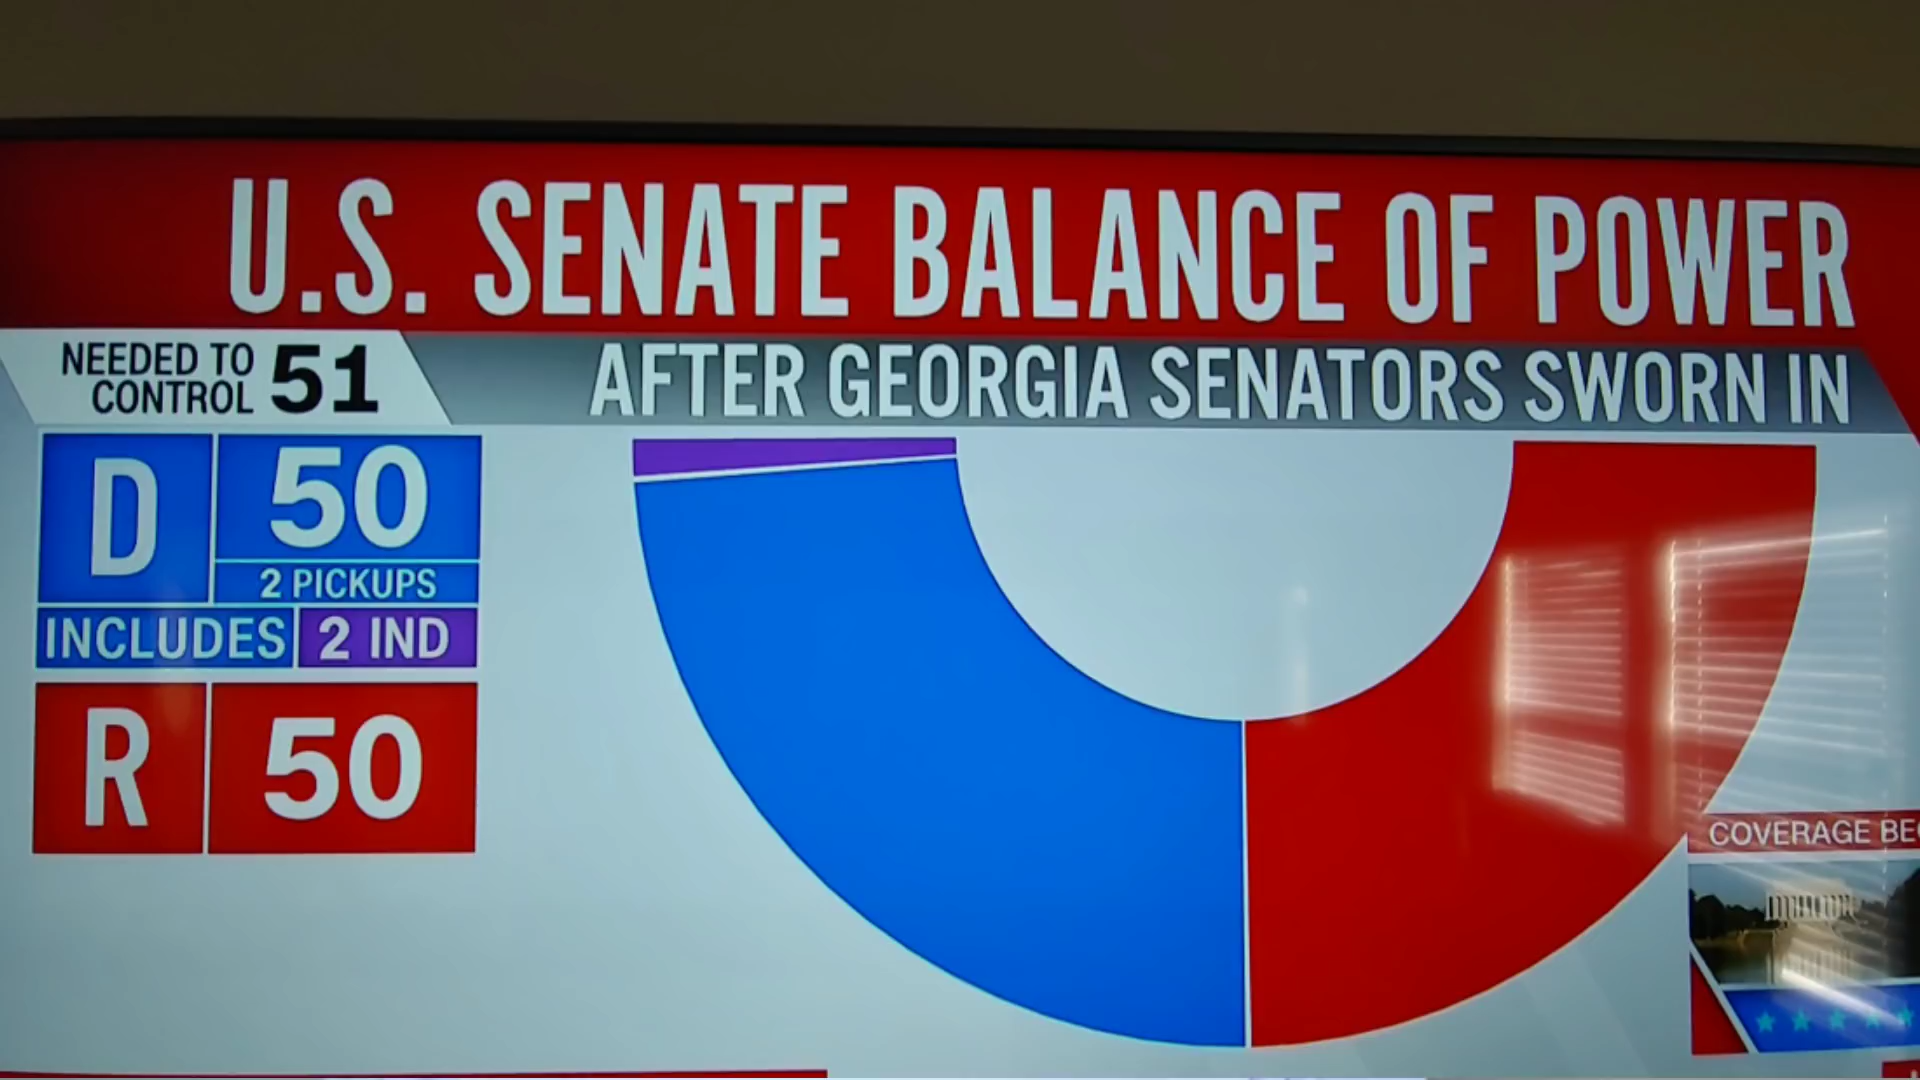 U.S. SENATE BALANCE OF POWER
NEEDED TO CONTROL 51
AFTER GEORGIA SENATORS SWORN IN
D 50
2 PICKUPS
INCLUDES 2 IND
R 50
COVERAGE